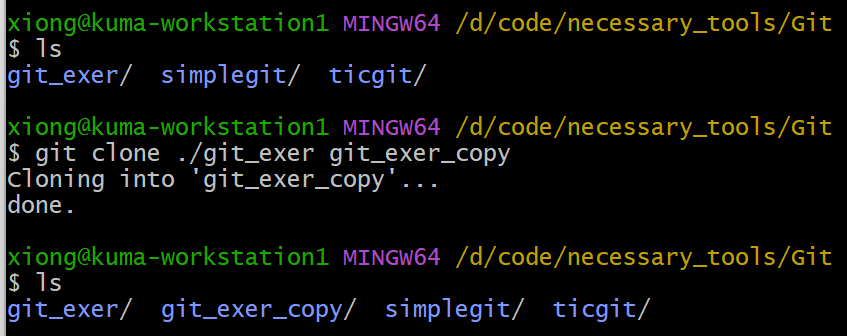 xiong@kuma-workstation1 MINGW64 /d/code/necessary_tools/Git
$ ls
git_exer/  simplegit/  ticgit/
xiong@kuma-workstation1 MINGW64 /d/code/necessary_tools/Git
$ git clone ./git_exer git_exer_copy
Cloning into 'git_exer_copy'...
done.
xiong@kuma-workstation1 MINGW64 /d/code/necessary_tools/Git
$ ls
git_exer/  git_exer_copy/  simplegit/  ticgit/